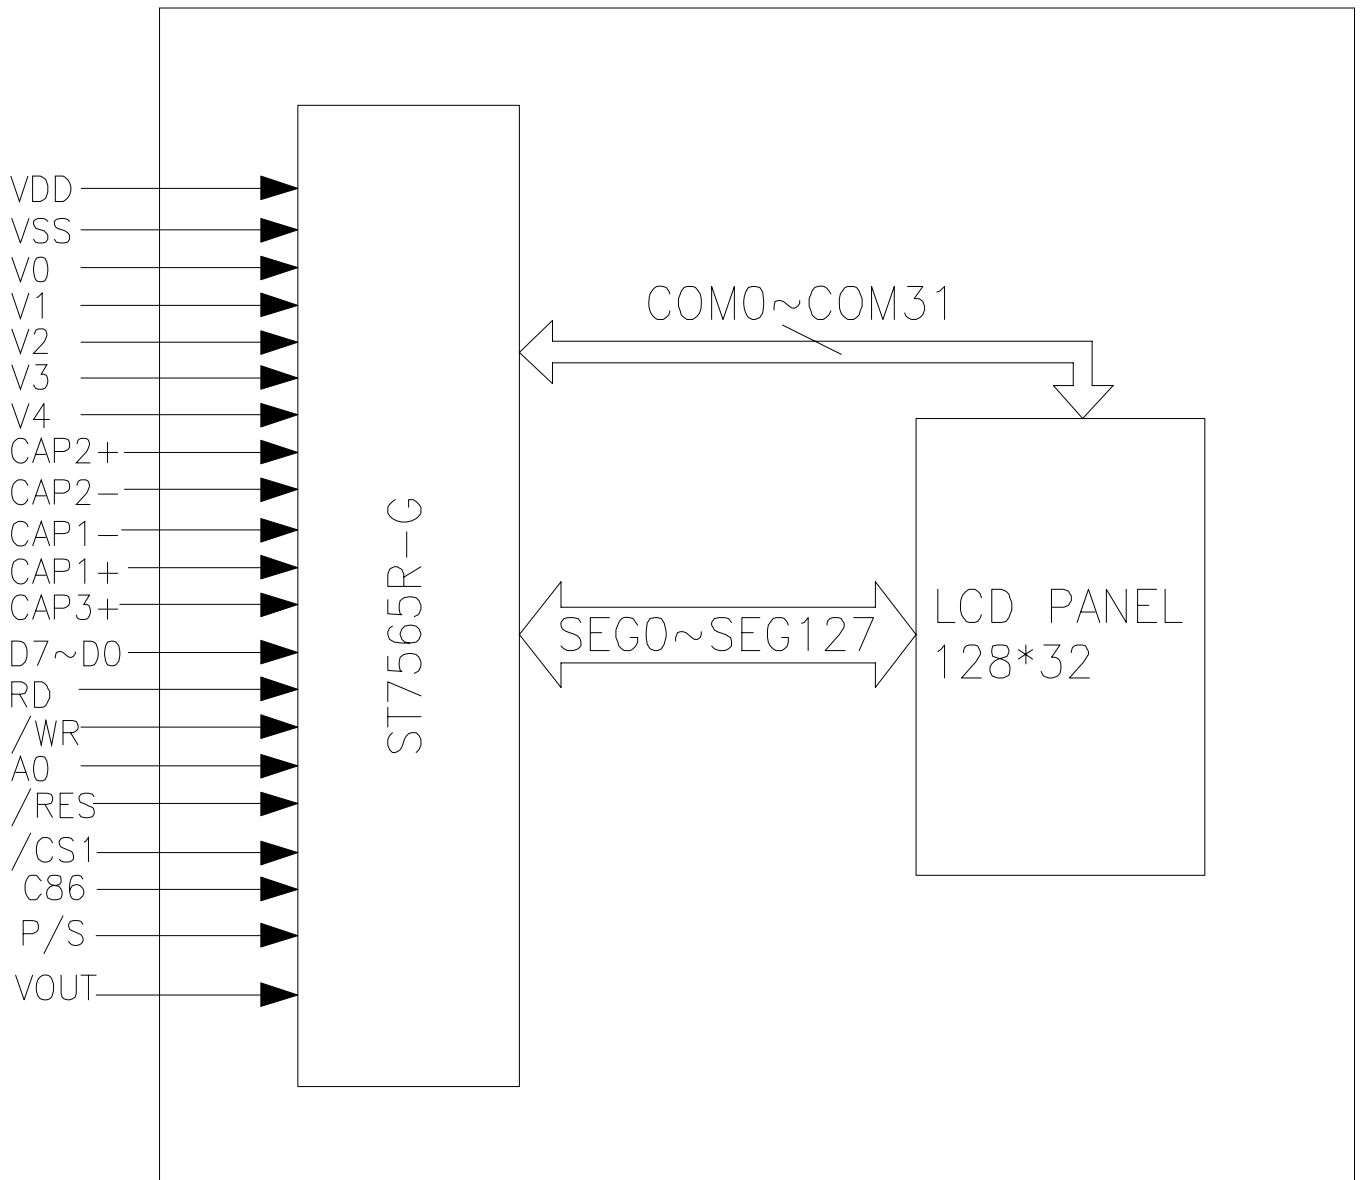 VDD
VSS
V0
V1
V2
V3
V4
CAP2+
CAP2-
CAP1-
CAP1+
CAP3+
D7~D0
RD
/WR
A0
/RES
/CS1
C86
P/S
VOUT
ST7565R-G
COM0~COM31
SEG0~SEG127
LCD PANEL
128*32